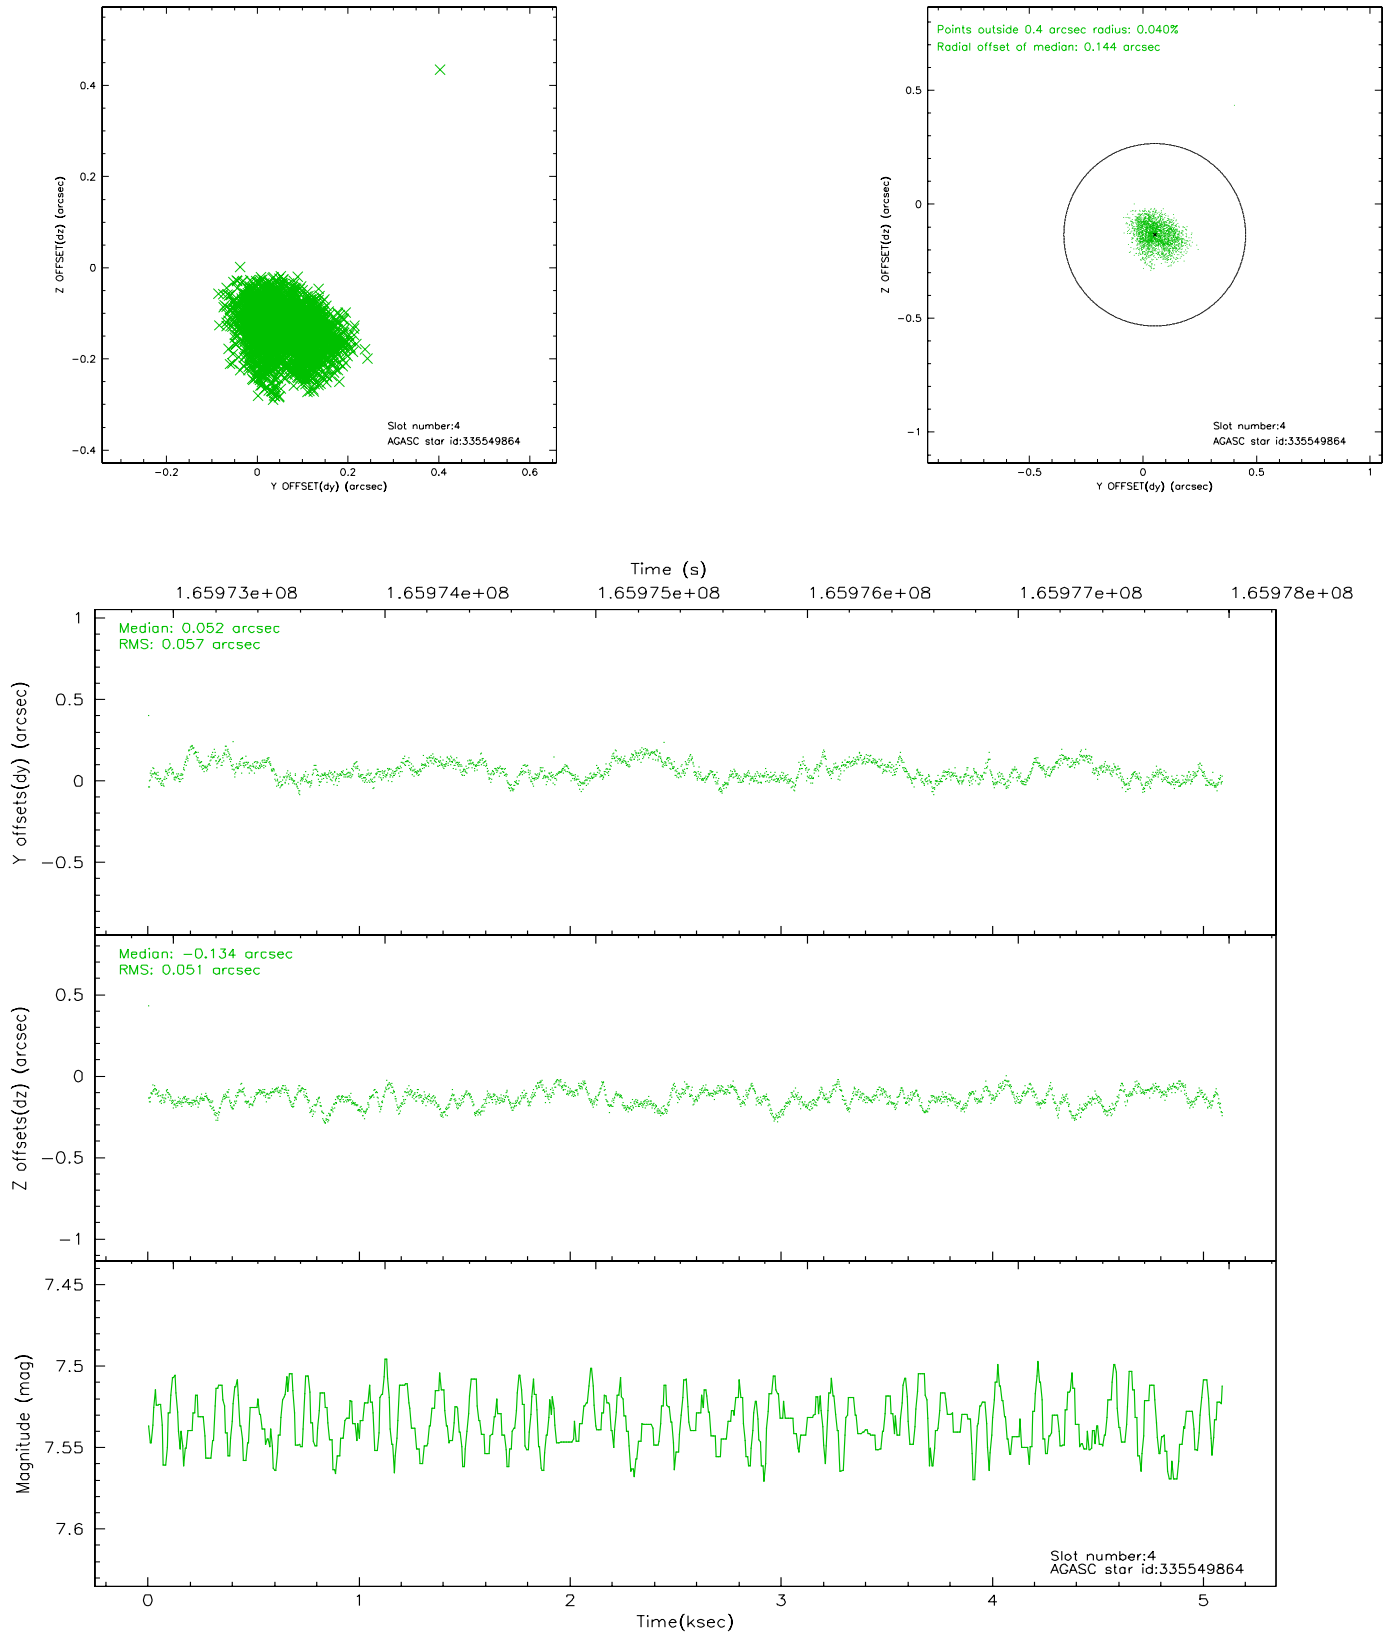 0.4
0.2
0
−0.2
−0.4
Z OFFSET(dz) (arcsec)
Slot number:4
AGASC star id:335549864
−0.2
0
0.2
0.4
0.6
Y OFFSET(dy) (arcsec)
Points outside 0.4 arcsec radius: 0.040%
Radial offset of median: 0.144 arcsec
0.5
0
−0.5
−1
Z OFFSET(dz) (arcsec)
Slot number:4
AGASC star id:335549864
−0.5
0
0.5
1
Y OFFSET(dy) (arcsec)
Time (s)
1.65973e+08
1.65974e+08
1.65975e+08
1.65976e+08
1.65977e+08
1.65978e+08
Median: 0.052 arcsec
RMS: 0.057 arcsec
1
0.5
0
−0.5
Y offsets(dy) (arcsec)
Median: −0.134 arcsec
RMS: 0.051 arcsec
0.5
0
−0.5
−1
Z offsets(dz) (arcsec)
7.45
7.5
7.55
7.6
Magnitude (mag)
Slot number:4
AGASC star id:335549864
0
1
2
3
4
5
Time(ksec)